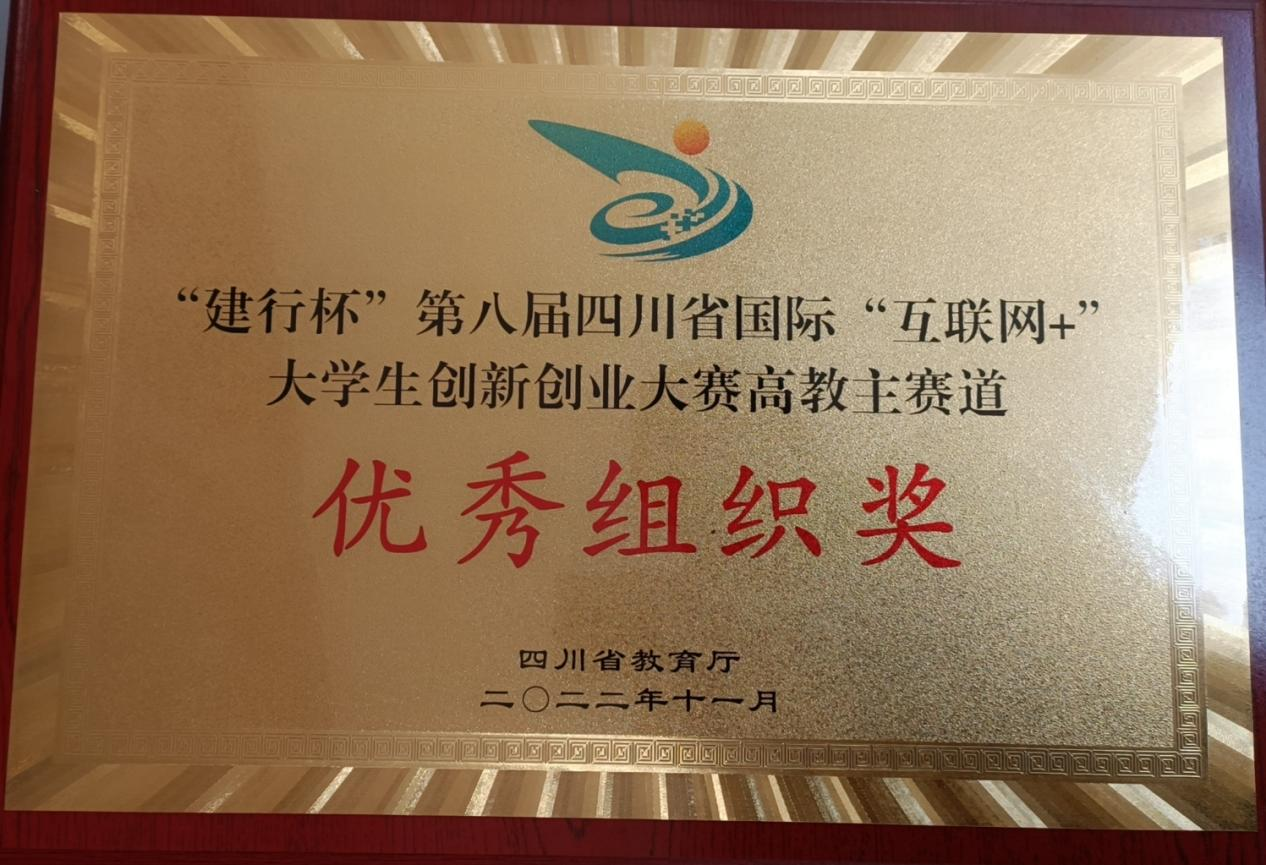 “建行杯”第八届四川省国际“互联网+”
大学生创新创业大赛高教主赛道
优秀组织奖
四川省教育厅
二〇二二年十一月